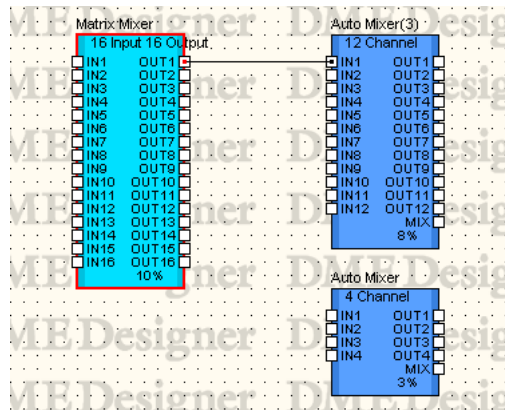 Matrix Mixer
16 Input 16 Output
IN1 OUT1
IN2 OUT2
IN3 OUT3
IN4 OUT4
IN5 OUT5
IN6 OUT6
IN7 OUT7
IN8 OUT8
IN9 OUT9
IN10 OUT10
IN11 OUT11
IN12 OUT12
IN13 OUT13
IN14 OUT14
IN15 OUT15
IN16 OUT16
10%
Auto Mixer(3)
12 Channel
IN1 OUT1
IN2 OUT2
IN3 OUT3
IN4 OUT4
IN5 OUT5
IN6 OUT6
IN7 OUT7
IN8 OUT8
IN9 OUT9
IN10 OUT10
IN11 OUT11
IN12 OUT12
MIX
8%
Auto Mixer
4 Channel
IN1 OUT1
IN2 OUT2
IN3 OUT3
IN4 OUT4
MIX
3%
DME Designer